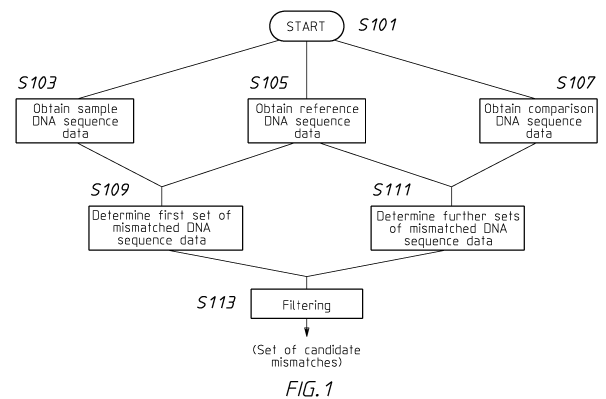 START
S101
S103
S105
S107
Obtain sample
DNA sequence
data
Obtain reference
DNA sequence
data
Obtain comparison
DNA sequence
data
S109
S111
Determine first set of
mismatched DNA
sequence data
Determine further sets
of mismatched DNA
sequence data
S113
Filtering
(Set of candidate
mismatches)
FIG.1